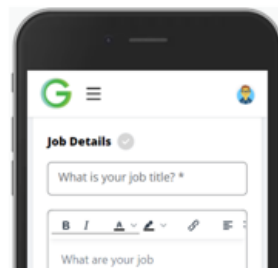 G
Job Details
What is your job title? *
B I A
What are your job